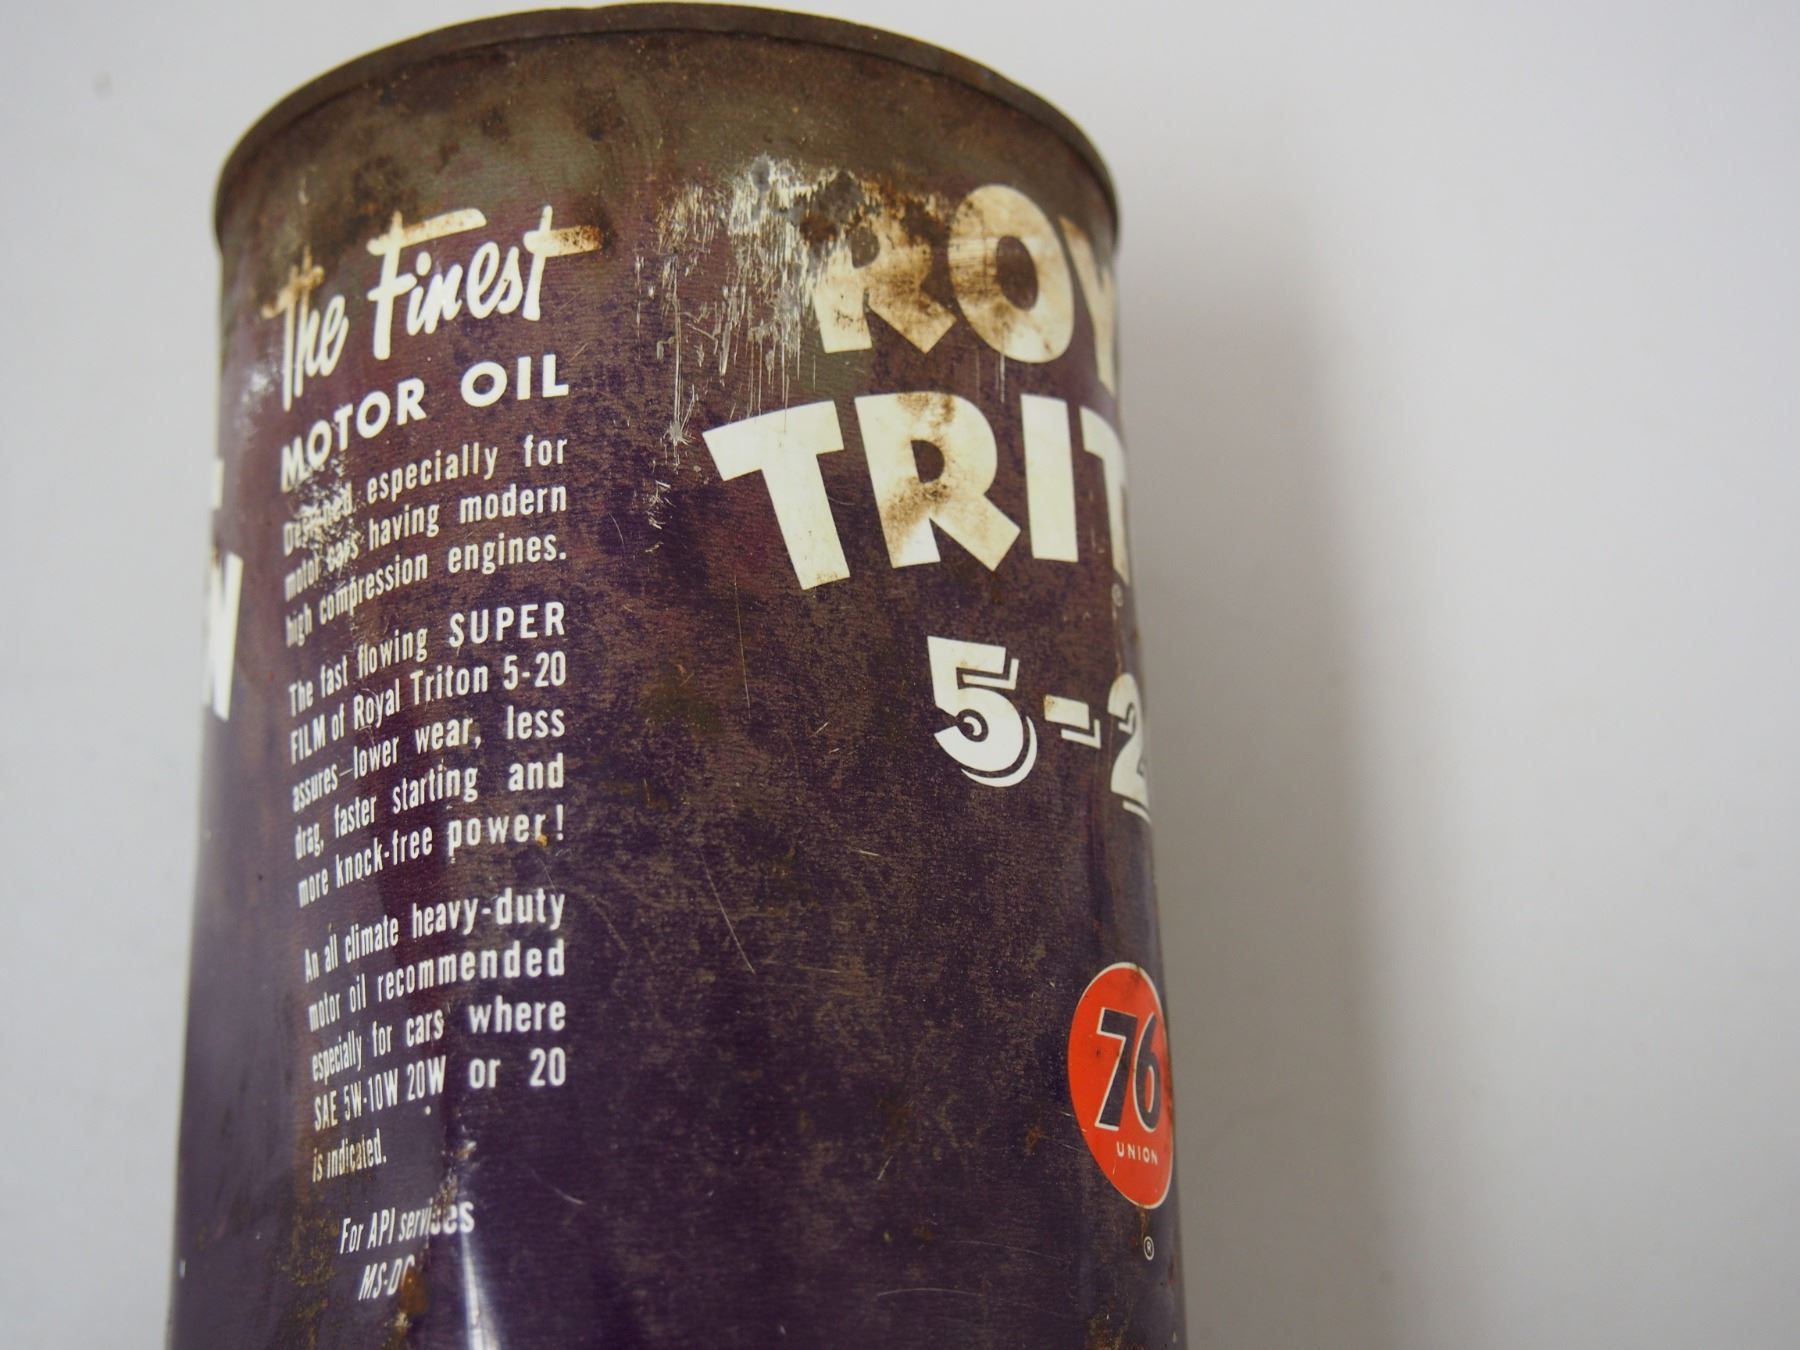 The Finest
MOTOR OIL
Designed especially for
motor cars having modern
high compression engines.
The fast flowing SUPER
FILM of Royal Triton 5-20
assures—lower wear, less
drag, faster starting and
more knock-free power!
An all climate heavy-duty
motor oil recommended
especially for cars where
SAE 5W-10W 20W or 20
is indicated.
For API services
MS-DG
ROY
TRIT
®
5-2
76
UNION
®
N